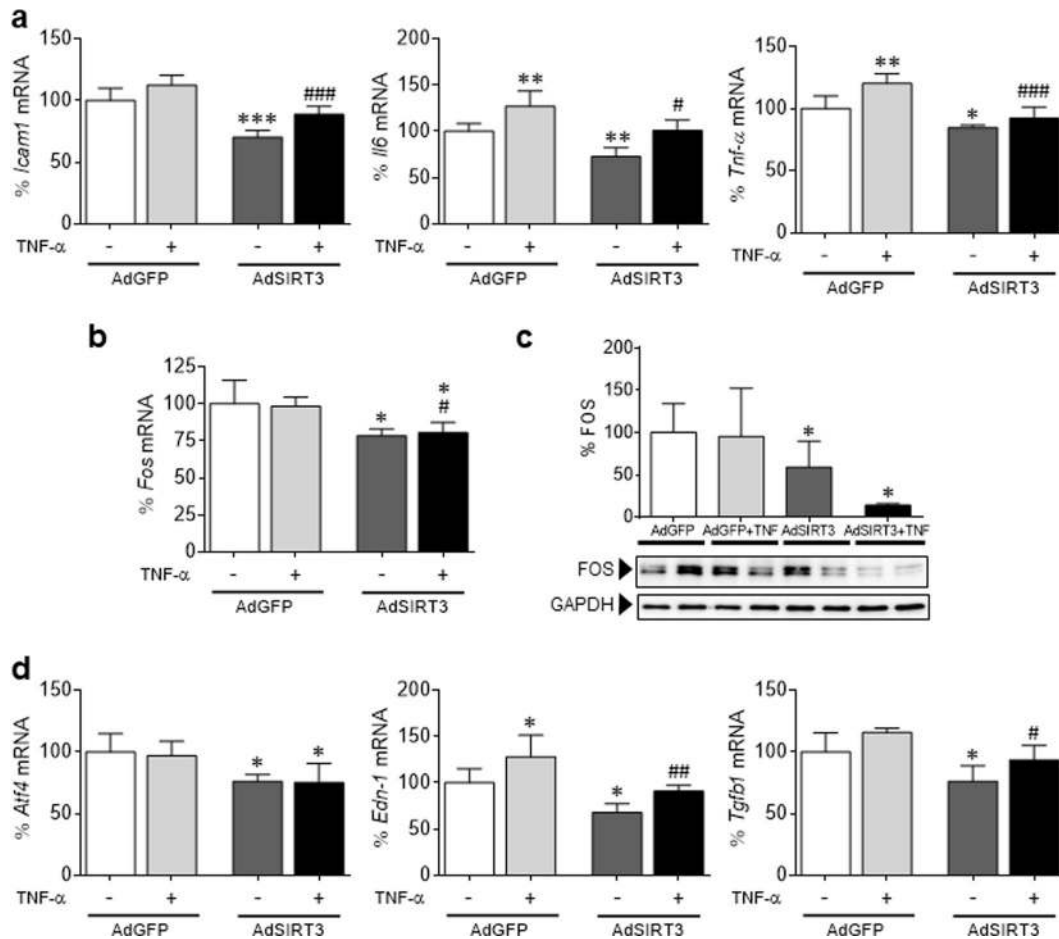 a
% Icam1 mRNA
150
100
50
0
***
###
TNF-α - + - +
AdGFP AdSIRT3
% Il6 mRNA
200
150
100
50
0
**
**
#
- + - +
AdGFP AdSIRT3
% Tnf-α mRNA
150
100
50
0
**
*
###
TNF-α - + - +
AdGFP AdSIRT3
b
% Fos mRNA
125
100
75
50
25
0
*
*
#
TNF-α - + - +
AdGFP AdSIRT3
c
% FOS
200
150
100
50
0
*
*
AdGFP AdGFP+TNF AdSIRT3 AdSIRT3+TNF
FOS
GAPDH
d
% Atf4 mRNA
150
100
50
0
*
*
TNF-α - + - +
AdGFP AdSIRT3
% Edn-1 mRNA
200
150
100
50
0
*
*
##
TNF-α - + - +
AdGFP AdSIRT3
% Tgfb1 mRNA
150
100
50
0
*
#
TNF-α - + - +
AdGFP AdSIRT3